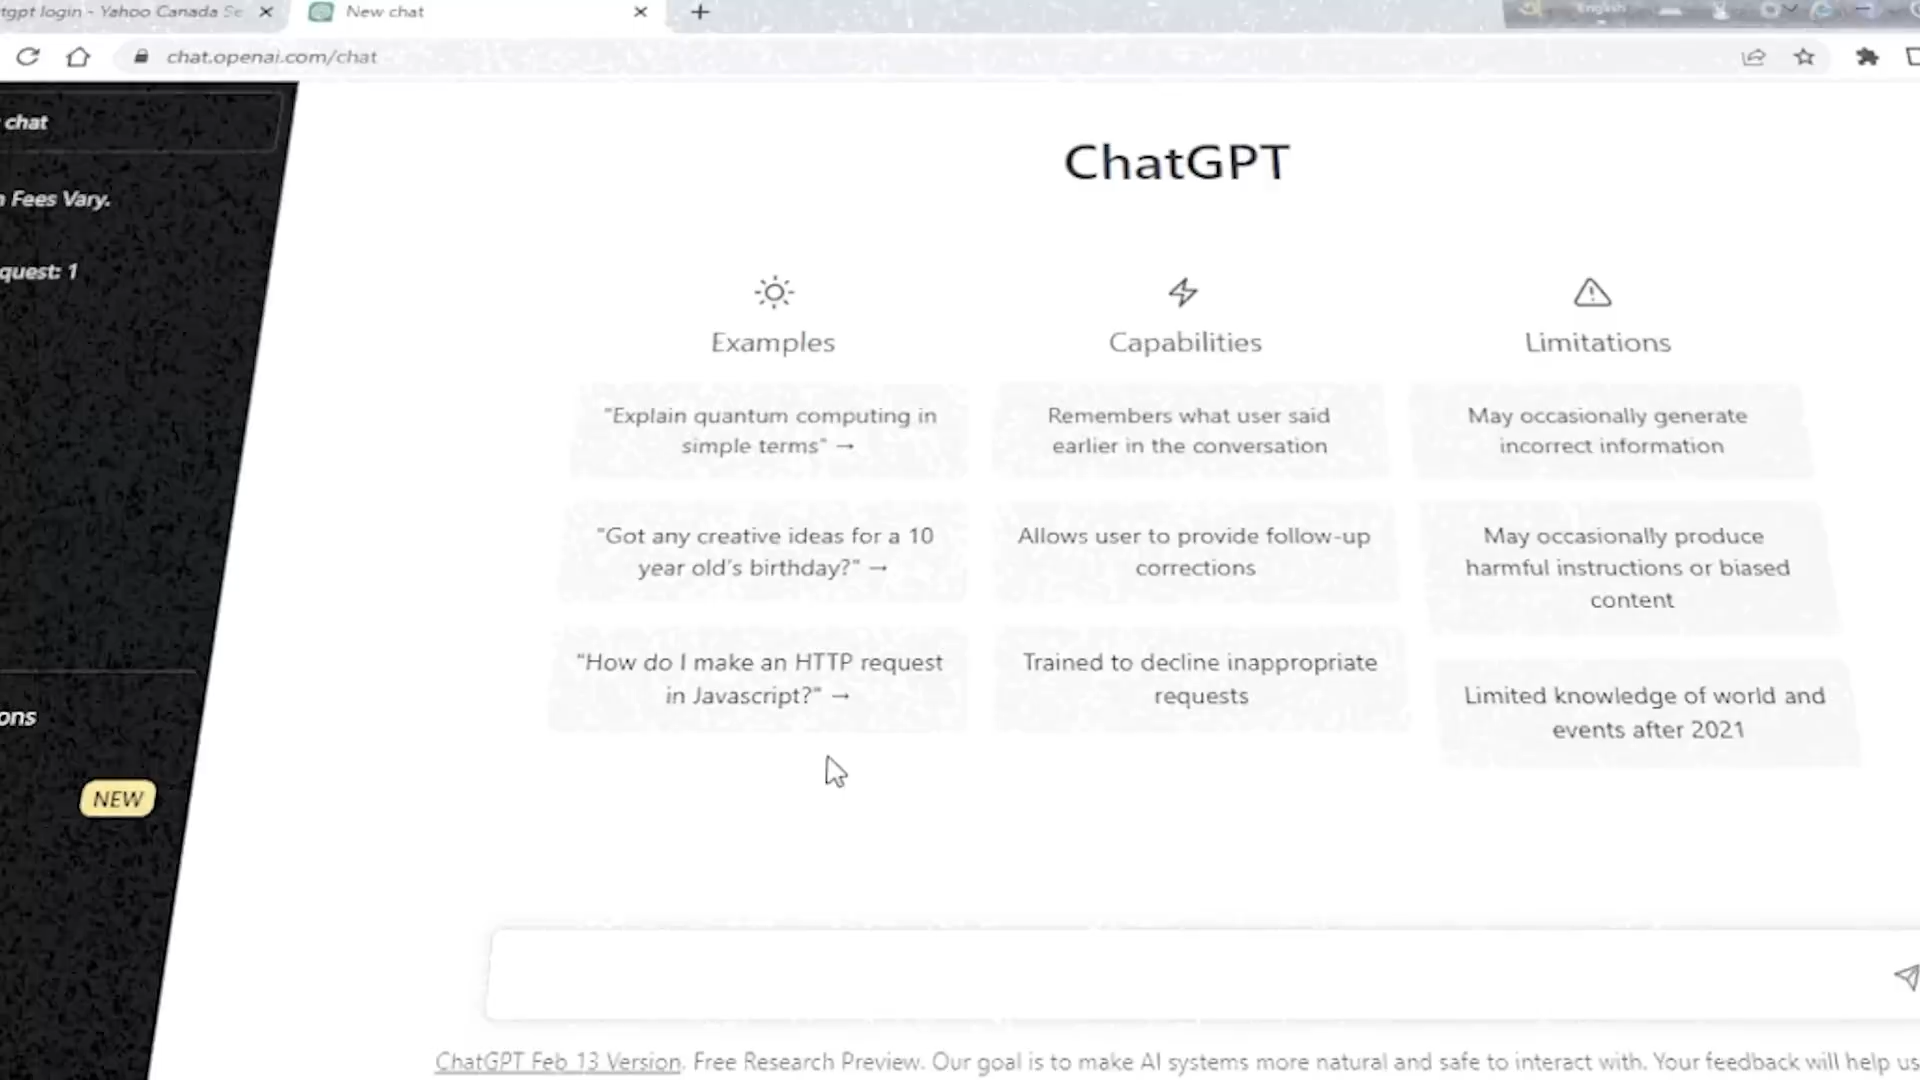 tgpt login - Yahoo Canada Se
New chat
English
chat.openai.com/chat
chat
Fees Vary.
quest: 1
ons
NEW
ChatGPT
Examples
"Explain quantum computing in
simple terms" →
"Got any creative ideas for a 10
year old's birthday?" →
"How do I make an HTTP request
in Javascript?" →
Capabilities
Remembers what user said
earlier in the conversation
Allows user to provide follow-up
corrections
Trained to decline inappropriate
requests
Limitations
May occasionally generate
incorrect information
May occasionally produce
harmful instructions or biased
content
Limited knowledge of world and
events after 2021
ChatGPT Feb 13 Version. Free Research Preview. Our goal is to make AI systems more natural and safe to interact with. Your feedback will help us